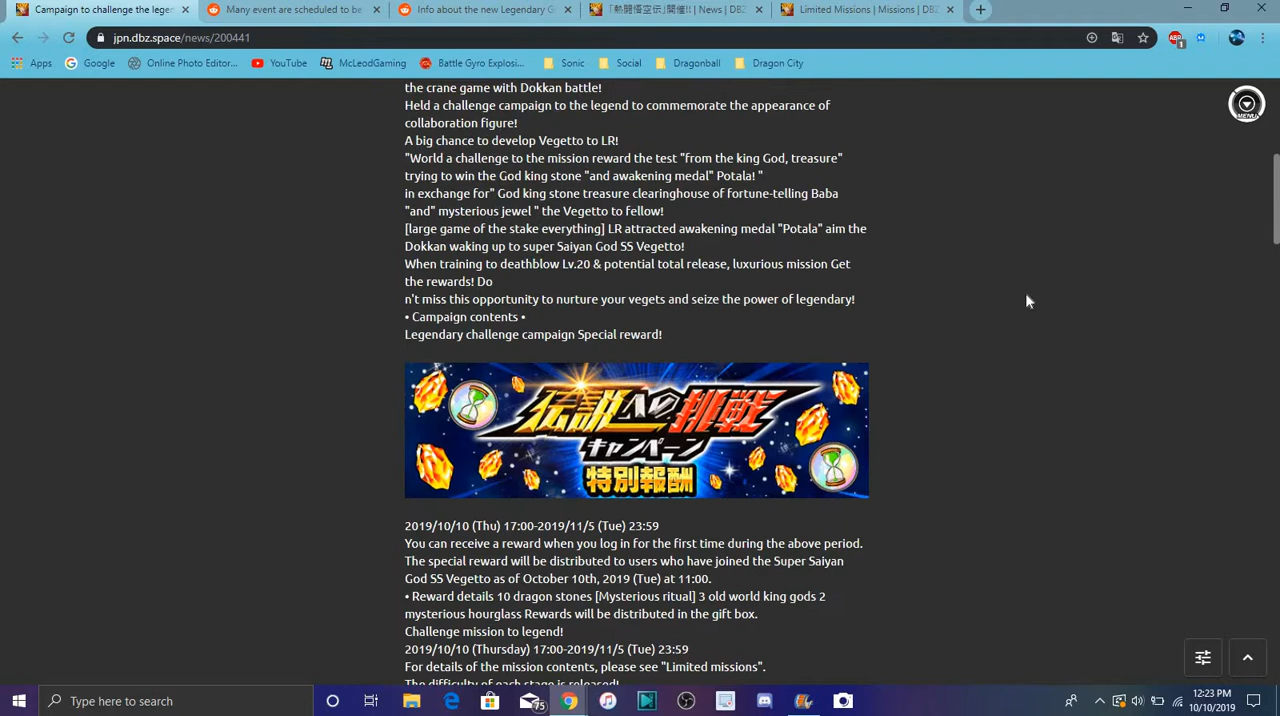 Campaign to challenge the legen
Many event are scheduled to be
Info about the new Legendary G
「熱闘悟空伝」開催!! | News | DBZ
Limited Missions | Missions | DBZ.
jpn.dbz.space/news/200441
ABP
1
Apps
Google
Online Photo Editor...
YouTube
McLeodGaming
Battle Gyro Explosi...
Sonic
Social
Dragonball
Dragon City
MENU
the crane game with Dokkan battle!
Held a challenge campaign to the legend to commemorate the appearance of
collaboration figure!
A big chance to develop Vegetto to LR!
"World a challenge to the mission reward the test "from the king God, treasure"
trying to win the God king stone "and awakening medal" Potala! "
in exchange for" God king stone treasure clearinghouse of fortune-telling Baba
"and" mysterious jewel " the Vegetto to fellow!
[large game of the stake everything] LR attracted awakening medal "Potala" aim the
Dokkan waking up to super Saiyan God SS Vegetto!
When training to deathblow Lv.20 & potential total release, luxurious mission Get
the rewards! Do
n't miss this opportunity to nurture your vegets and seize the power of legendary!
• Campaign contents •
Legendary challenge campaign Special reward!
伝説への挑戦
キャンペーン
特別報酬
2019/10/10 (Thu) 17:00-2019/11/5 (Tue) 23:59
You can receive a reward when you log in for the first time during the above period.
The special reward will be distributed to users who have joined the Super Saiyan
God SS Vegetto as of October 10th, 2019 (Tue) at 11:00.
• Reward details 10 dragon stones [Mysterious ritual] 3 old world king gods 2
mysterious hourglass Rewards will be distributed in the gift box.
Challenge mission to legend!
2019/10/10 (Thursday) 17:00-2019/11/5 (Tue) 23:59
For details of the mission contents, please see "Limited missions".
The difficulty of each stage is released!
Type here to search
75
12:23 PM
10/10/2019